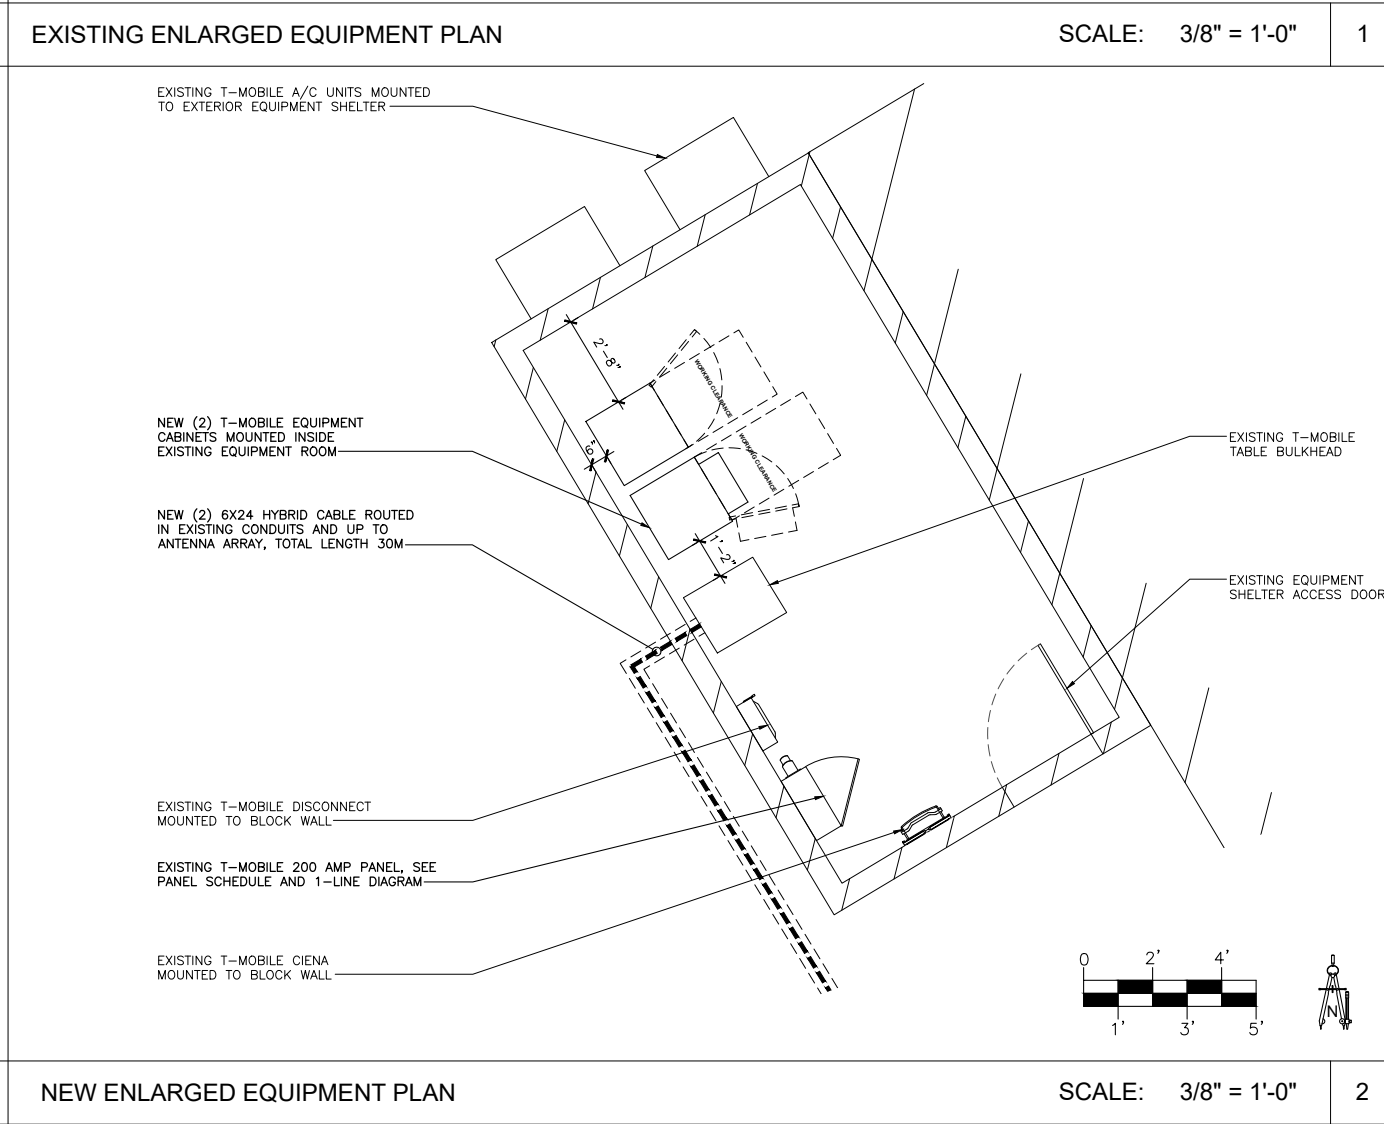 EXISTING ENLARGED EQUIPMENT PLAN
SCALE: 3/8" = 1'-0"
1
EXISTING T-MOBILE A/C UNITS MOUNTED
TO EXTERIOR EQUIPMENT SHELTER
2'-8"
WORKING CLEARANCE
NEW (2) T-MOBILE EQUIPMENT
CABINETS MOUNTED INSIDE
EXISTING EQUIPMENT ROOM
6"
WORKING CLEARANCE
EXISTING T-MOBILE
TABLE BULKHEAD
NEW (2) 6X24 HYBRID CABLE ROUTED
IN EXISTING CONDUITS AND UP TO
ANTENNA ARRAY, TOTAL LENGTH 30M
1'-2"
EXISTING EQUIPMENT
SHELTER ACCESS DOOR
EXISTING T-MOBILE DISCONNECT
MOUNTED TO BLOCK WALL
EXISTING T-MOBILE 200 AMP PANEL, SEE
PANEL SCHEDULE AND 1-LINE DIAGRAM
EXISTING T-MOBILE CIENA
MOUNTED TO BLOCK WALL
0 2' 4'
1' 3' 5'
N
NEW ENLARGED EQUIPMENT PLAN
SCALE: 3/8" = 1'-0"
2